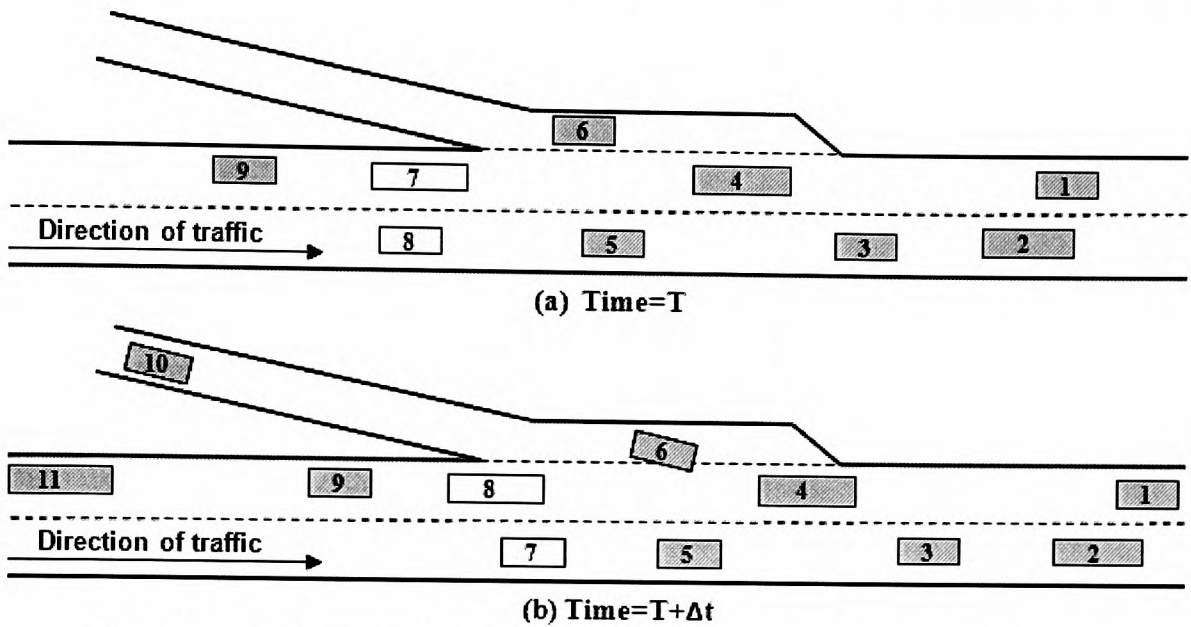 6
9 7 4 1
Direction of traffic
8 5 3 2
(a) Time=T
10
6
11 9 8 4 1
Direction of traffic
7 5 3 2
(b) Time=T+Δt